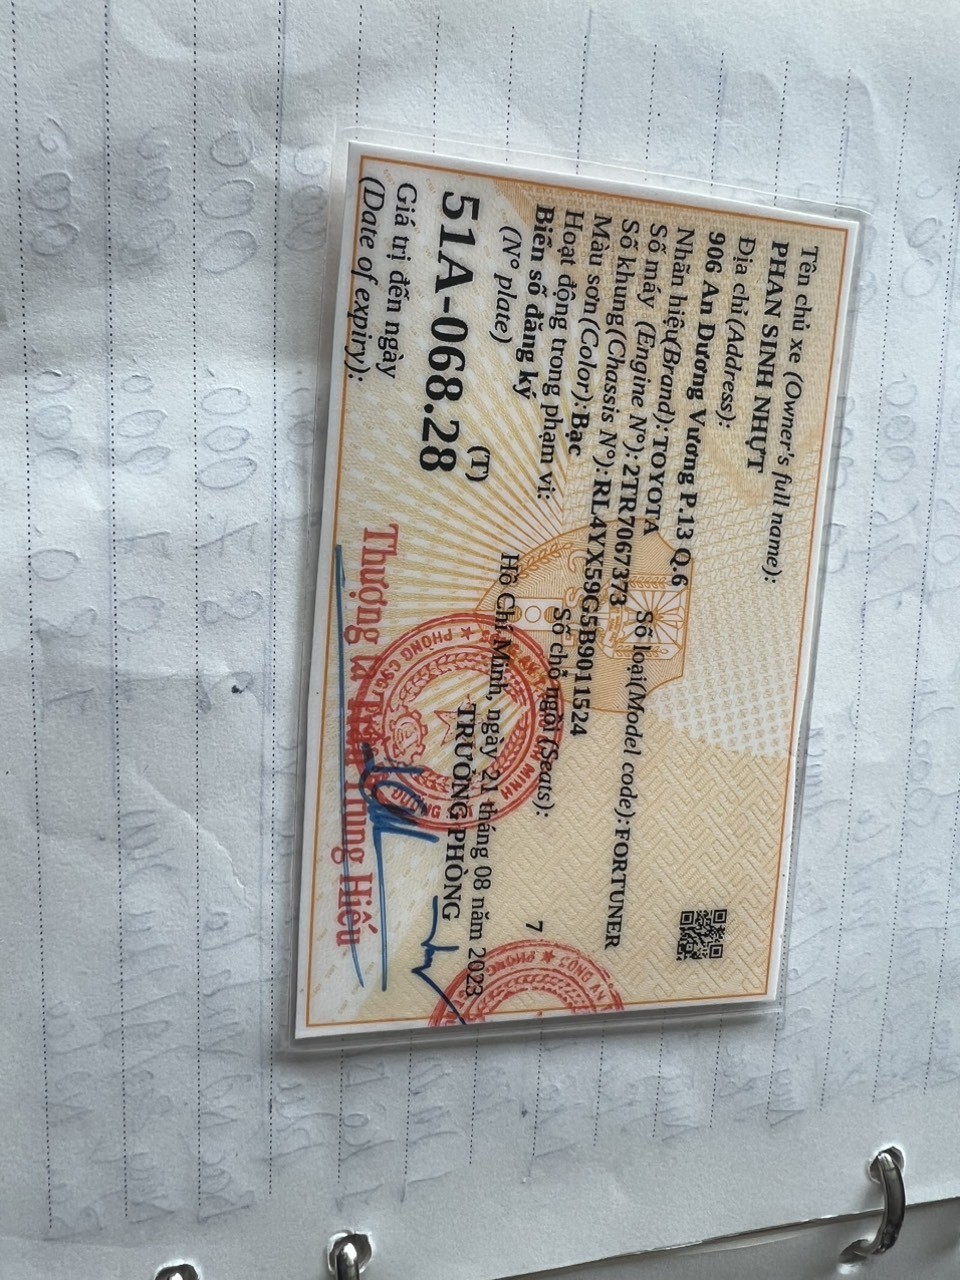 Tên chủ xe (Owner's full name):
PHAN SINH NHỰT
Địa chỉ (Address):
906 An Dương Vương P.13 Q.6
Nhãn hiệu(Brand): TOYOTA Số loại(Model code): FORTUNER
Số máy (Engine N°): 2TR7067373
Số khung(Chassis N°): RL4YX59G5B9011524
Màu sơn(Color): Bạc Số chỗ ngồi (Seats): 7
Hoạt động trong phạm vi:
Biển số đăng ký
(N° plate)
Hồ Chí Minh, ngày 21 tháng 08 năm 2023
(T)
TRƯỞNG PHÒNG
51A-068.28
Giá trị đến ngày
(Date of expiry):
Thượng tá
Trung Hiếu